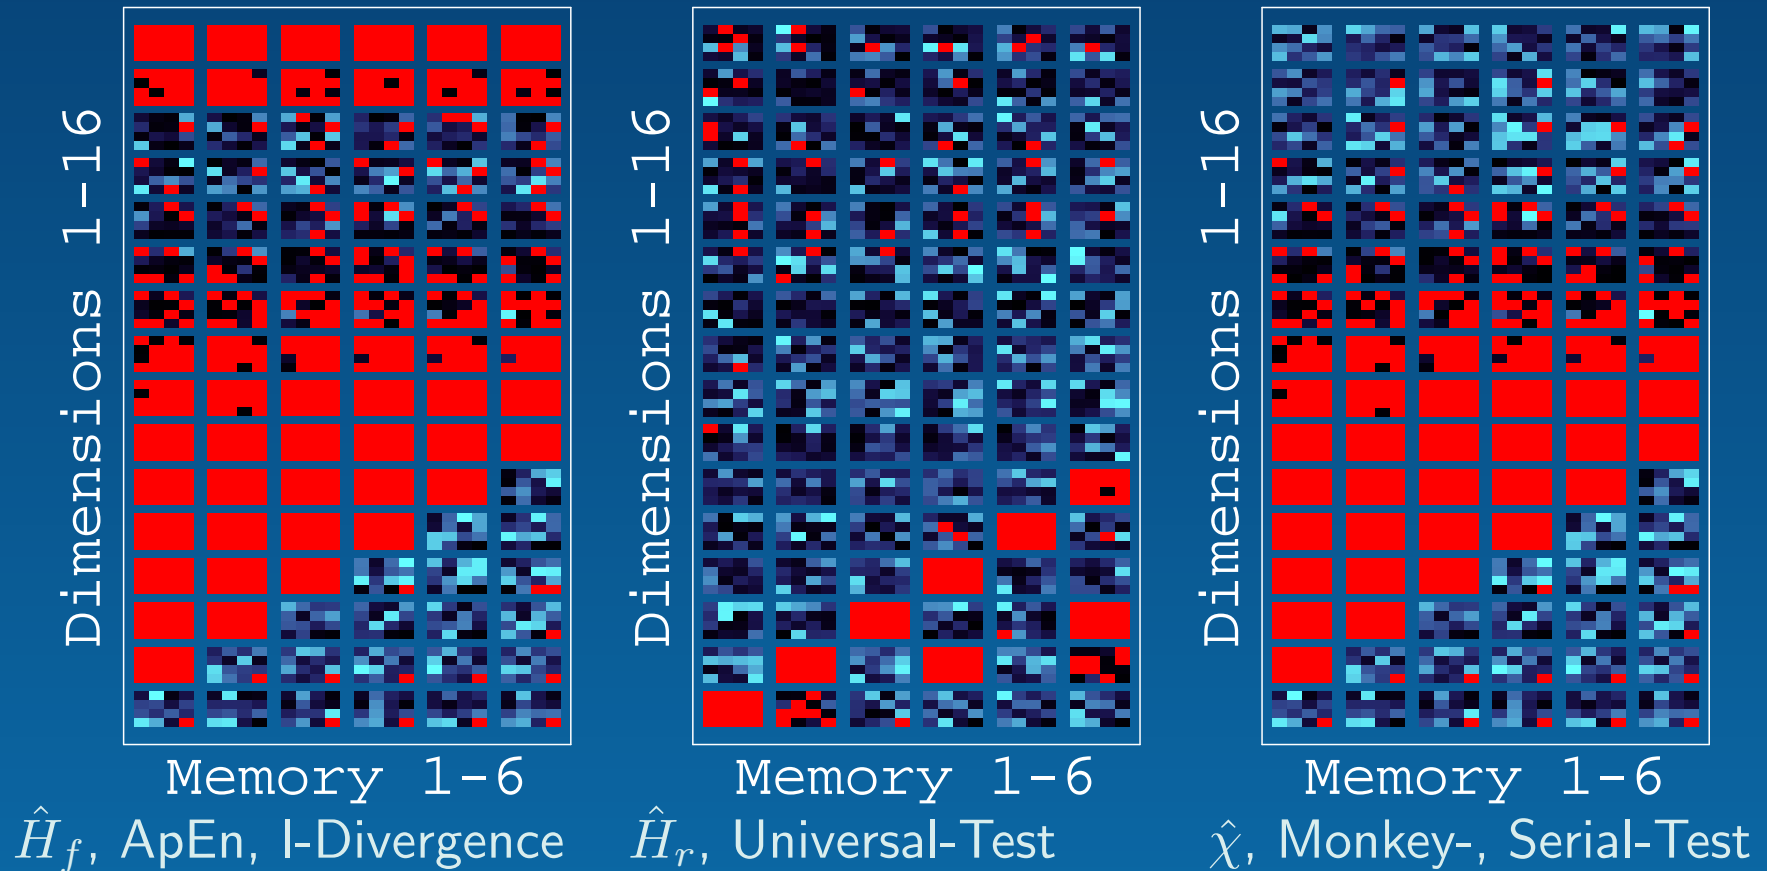 Dimensions 1-16
Dimensions 1-16
Dimensions 1-16
Memory 1-6
Memory 1-6
Memory 1-6
Ĥ_f, ApEn, I-Divergence
Ĥ_r, Universal-Test
χ̂, Monkey-, Serial-Test